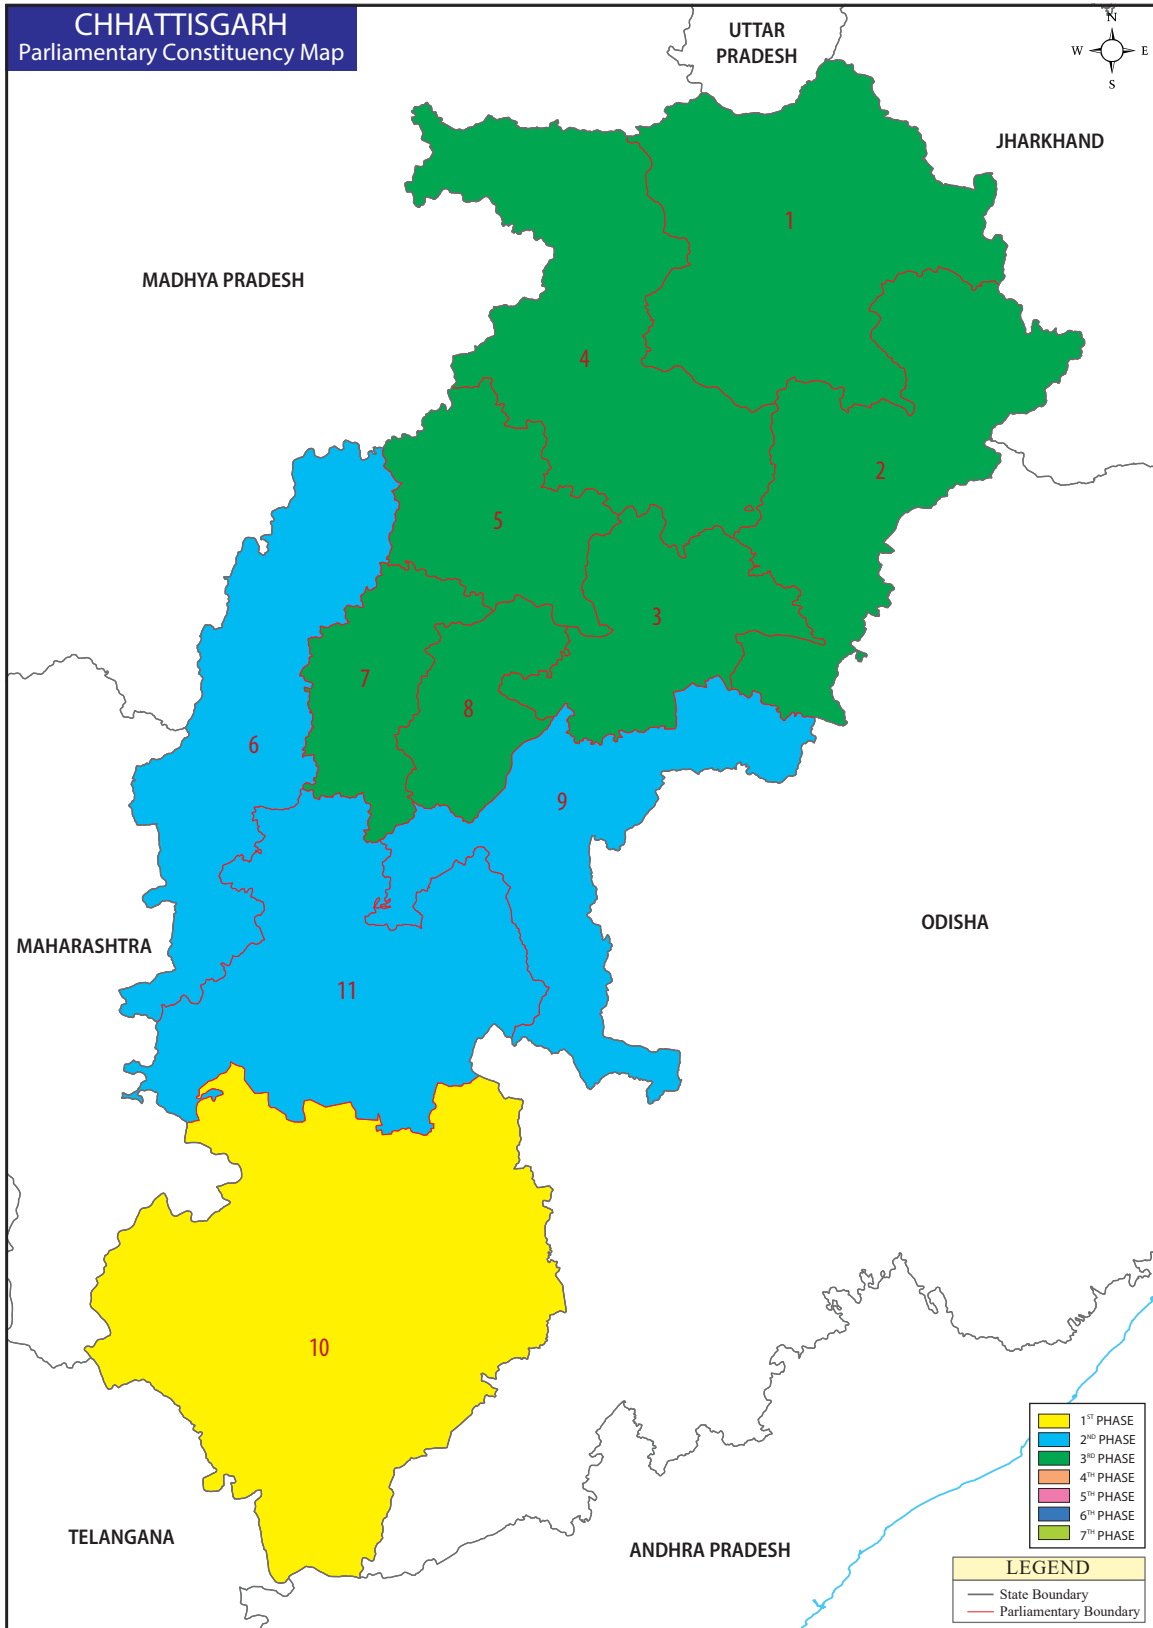 CHHATTISGARH
Parliamentary Constituency Map
UTTAR
PRADESH
N
W E
S
JHARKHAND
1
MADHYA PRADESH
4
2
5
3
7
8
6
9
ODISHA
MAHARASHTRA
11
10
1ST PHASE
2ND PHASE
3RD PHASE
4TH PHASE
5TH PHASE
6TH PHASE
7TH PHASE
TELANGANA
ANDHRA PRADESH
LEGEND
State Boundary
Parliamentary Boundary